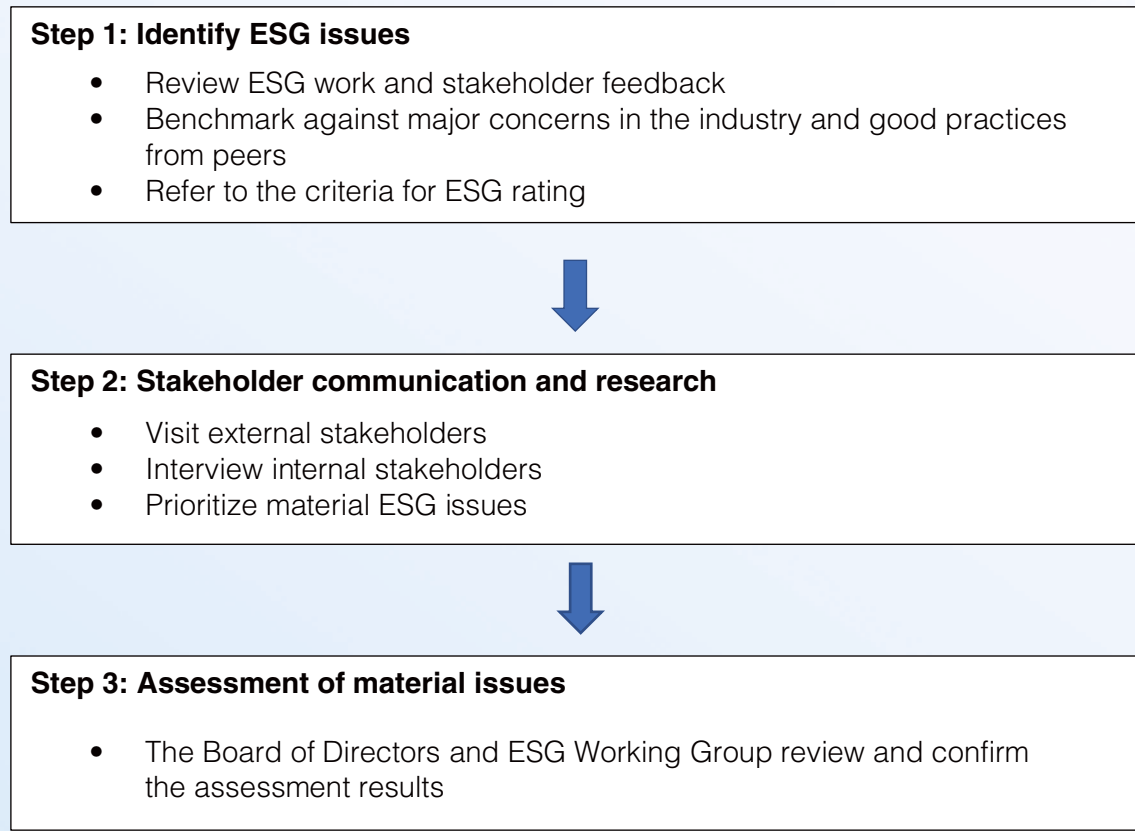 Step 1: Identify ESG issues
• Review ESG work and stakeholder feedback
• Benchmark against major concerns in the industry and good practices
from peers
• Refer to the criteria for ESG rating
Step 2: Stakeholder communication and research
• Visit external stakeholders
• Interview internal stakeholders
• Prioritize material ESG issues
Step 3: Assessment of material issues
• The Board of Directors and ESG Working Group review and confirm
the assessment results